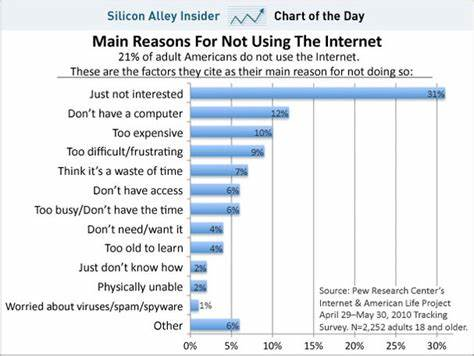 Silicon Alley Insider Chart of the Day
Main Reasons For Not Using The Internet
21% of adult Americans do not use the Internet.
These are the factors they cite as their main reason for not doing so:
Just not interested 31%
Don't have a computer 12%
Too expensive 10%
Too difficult/frustrating 9%
Think it's a waste of time 7%
Don't have access 6%
Too busy/Don't have the time 6%
Don't need/want it 4%
Too old to learn 4%
Just don't know how 2%
Physically unable 2%
Worried about viruses/spam/spyware 1%
Other 6%
Source: Pew Research Center's
Internet & American Life Project
April 29–May 30, 2010 Tracking
Survey. N=2,252 adults 18 and older.
0% 5% 10% 15% 20% 25% 30%